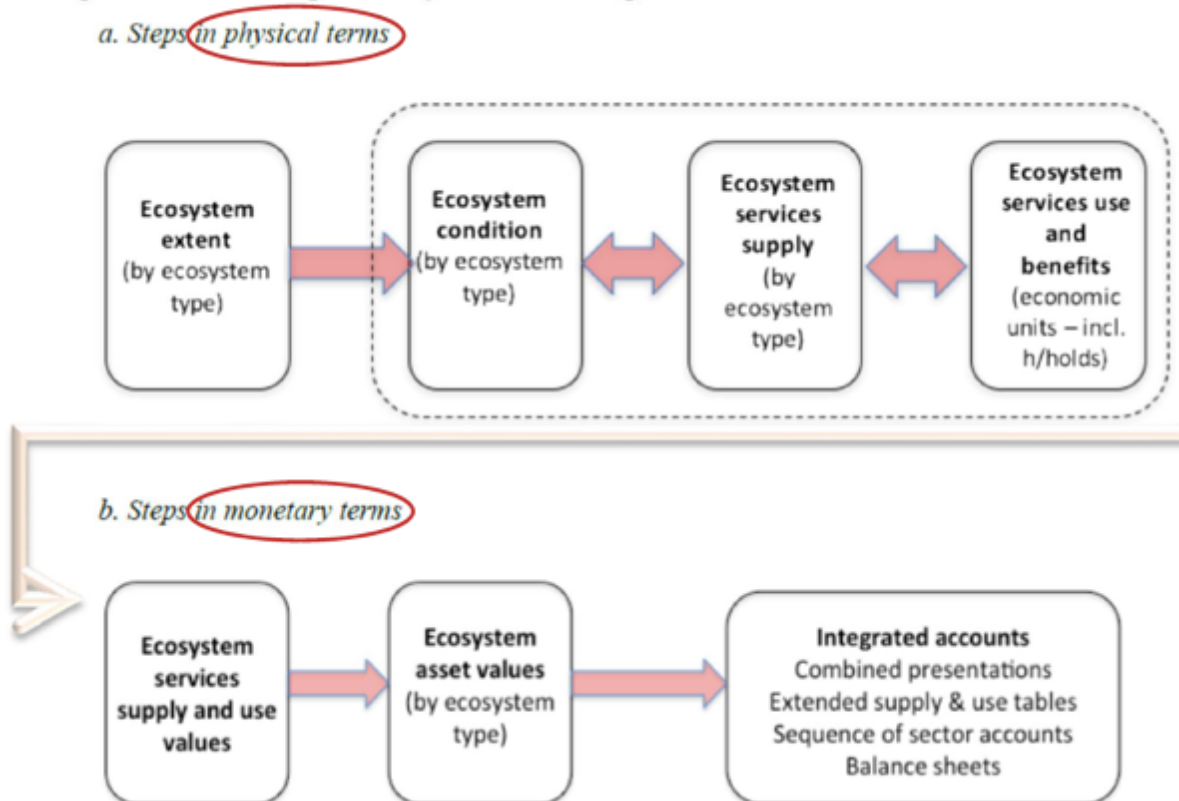 a. Steps in physical terms
Ecosystem
extent
(by ecosystem
type)
Ecosystem
condition
(by ecosystem
type)
Ecosystem
services
supply
(by
ecosystem
type)
Ecosystem
services use
and
benefits
(economic
units – incl.
h/holds)
b. Steps in monetary terms
Ecosystem
services
supply and use
values
Ecosystem
asset values
(by ecosystem
type)
Integrated accounts
Combined presentations
Extended supply & use tables
Sequence of sector accounts
Balance sheets